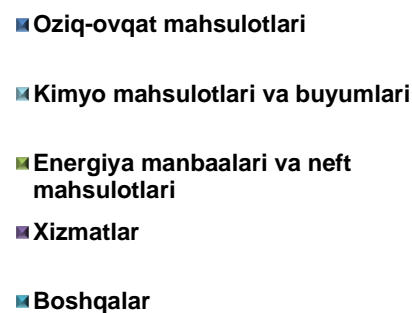 Oziq-ovqat mahsulotlari
Kimyo mahsulotlari va buyumlari
Energiya manbaalari va neft
mahsulotlari
Xizmatlar
Boshqalar